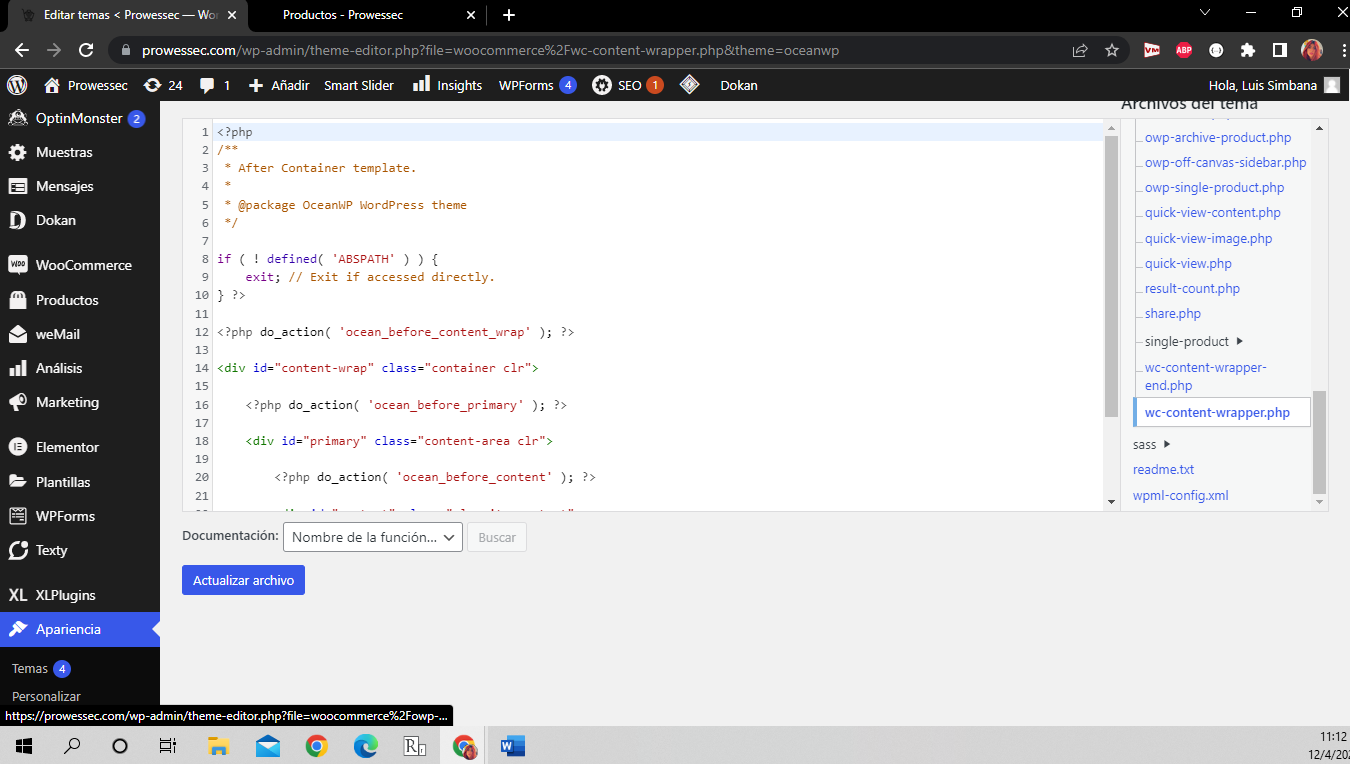 Editar temas < Prowessec — Wor
Productos - Prowessec
prowessec.com/wp-admin/theme-editor.php?file=woocommerce%2Fwc-content-wrapper.php&theme=oceanwp
VM
ABP
Prowessec
24
1
Añadir
Smart Slider
Insights
WPForms
4
SEO
1
Dokan
Hola, Luis Simbana
OptinMonster
2
Muestras
Mensajes
Dokan
WooCommerce
Productos
weMail
Análisis
Marketing
Elementor
Plantillas
WPForms
Texty
XL XLPlugins
Apariencia
Temas
4
Personalizar
1 <?php
2 /**
3 * After Container template.
4 *
5 * @package OceanWP WordPress theme
6 */
7
8 if ( ! defined( 'ABSPATH' ) ) {
9 exit; // Exit if accessed directly.
10 } ?>
11
12 <?php do_action( 'ocean_before_content_wrap' ); ?>
13
14 <div id="content-wrap" class="container clr">
15
16 <?php do_action( 'ocean_before_primary' ); ?>
17
18 <div id="primary" class="content-area clr">
19
20 <?php do_action( 'ocean_before_content' ); ?>
21
Archivos del tema
owp-archive-product.php
owp-off-canvas-sidebar.php
owp-single-product.php
quick-view-content.php
quick-view-image.php
quick-view.php
result-count.php
share.php
single-product
wc-content-wrapper-
end.php
wc-content-wrapper.php
sass
readme.txt
wpml-config.xml
Documentación:
Nombre de la función...
Buscar
Actualizar archivo
https://prowessec.com/wp-admin/theme-editor.php?file=woocommerce%2Fowp-...
11:12
12/4/202